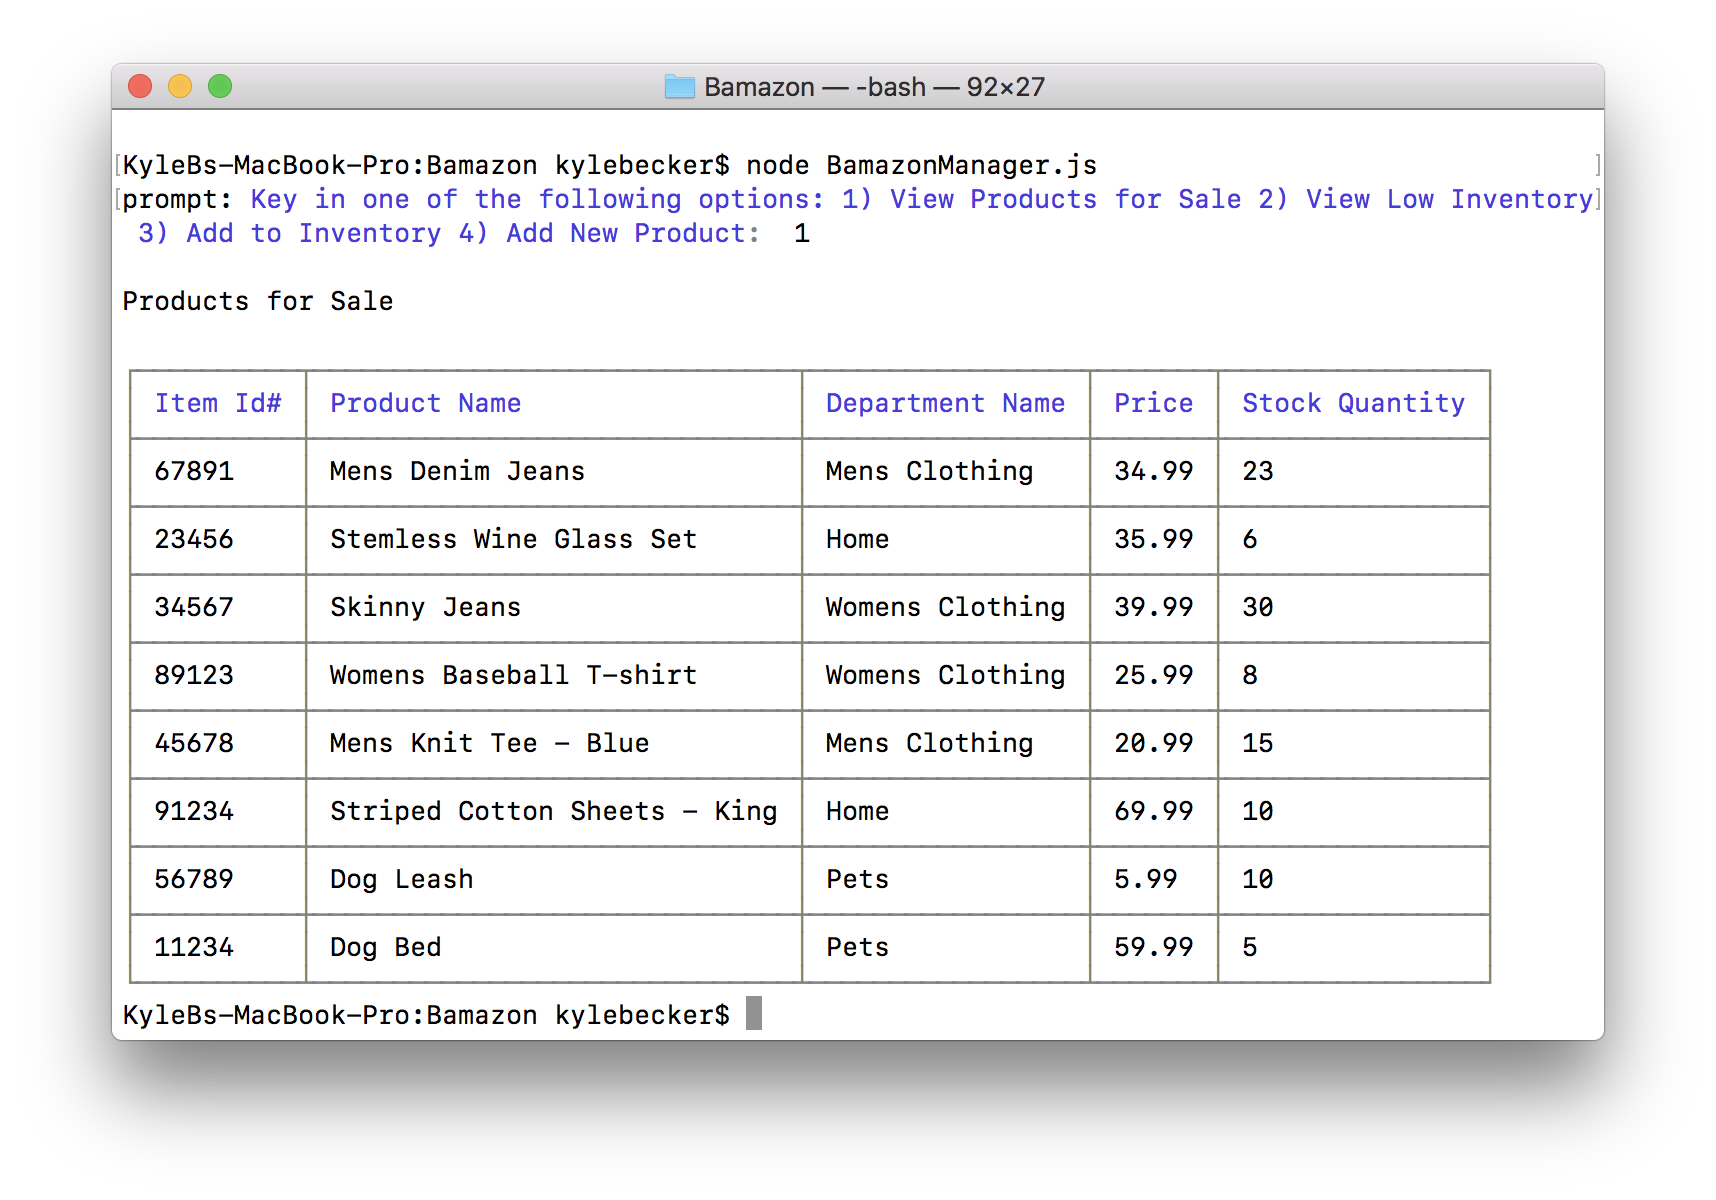 Bamazon — -bash — 92×27
KyleBs-MacBook-Pro:Bamazon kylebecker$ node BamazonManager.js
prompt: Key in one of the following options: 1) View Products for Sale 2) View Low Inventory
3) Add to Inventory 4) Add New Product:  1
Products for Sale
Item Id# Product Name Department Name Price Stock Quantity
67891 Mens Denim Jeans Mens Clothing 34.99 23
23456 Stemless Wine Glass Set Home 35.99 6
34567 Skinny Jeans Womens Clothing 39.99 30
89123 Womens Baseball T-shirt Womens Clothing 25.99 8
45678 Mens Knit Tee - Blue Mens Clothing 20.99 15
91234 Striped Cotton Sheets - King Home 69.99 10
56789 Dog Leash Pets 5.99 10
11234 Dog Bed Pets 59.99 5
KyleBs-MacBook-Pro:Bamazon kylebecker$